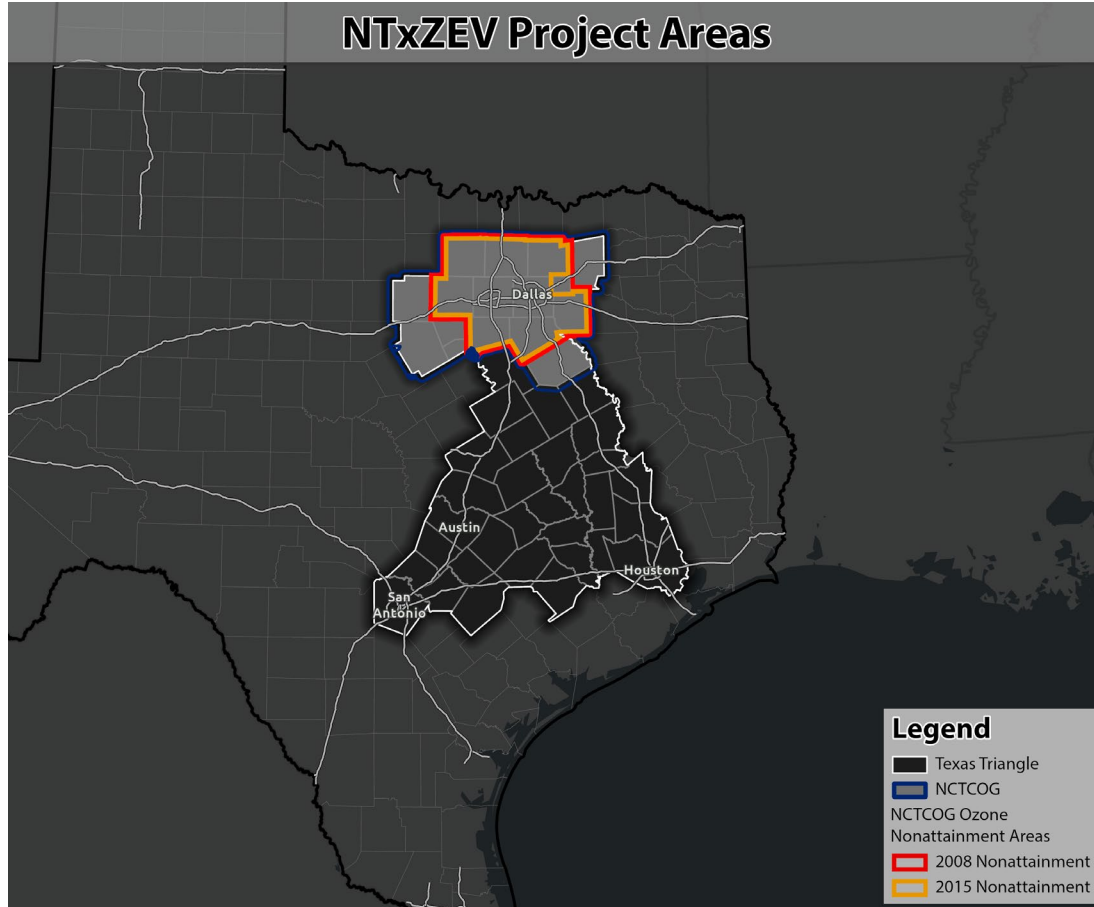 NTxZEV Project Areas
Dallas
Austin
Houston
San
Antonio
Legend
Texas Triangle
NCTCOG
NCTCOG Ozone
Nonattainment Areas
2008 Nonattainment
2015 Nonattainment